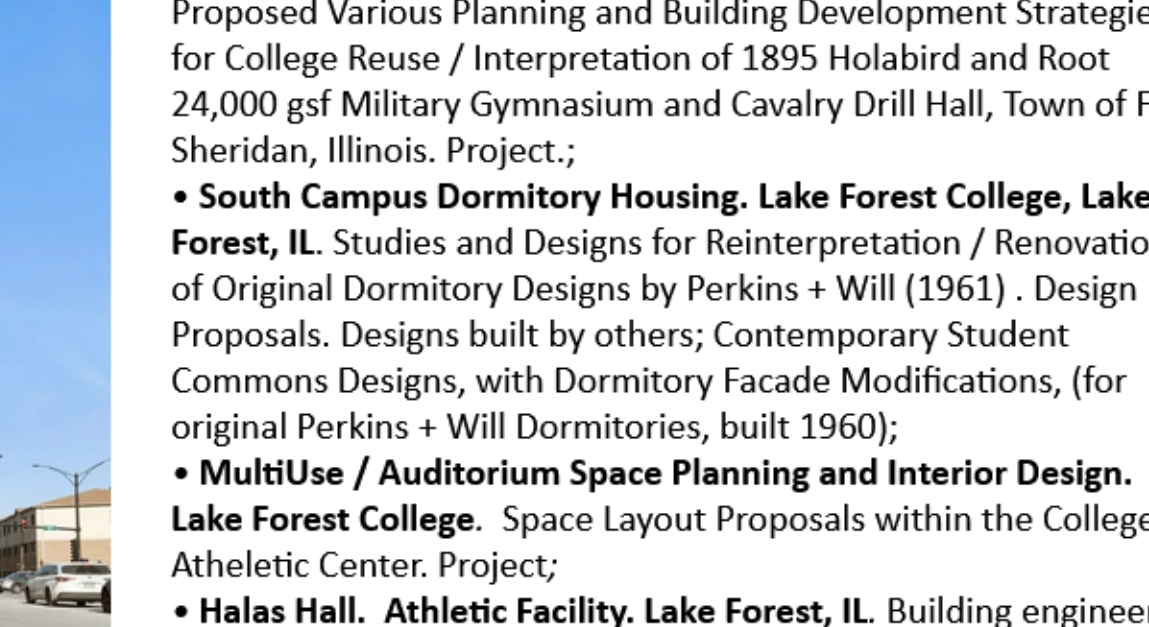 Proposed Various Planning and Building Development Strategie
for College Reuse / Interpretation of 1895 Holabird and Root
24,000 gsf Military Gymnasium and Cavalry Drill Hall, Town of F
Sheridan, Illinois. Project.;
• South Campus Dormitory Housing. Lake Forest College, Lake
Forest, IL. Studies and Designs for Reinterpretation / Renovatio
of Original Dormitory Designs by Perkins + Will (1961) . Design
Proposals. Designs built by others; Contemporary Student
Commons Designs, with Dormitory Facade Modifications, (for
original Perkins + Will Dormitories, built 1960);
• MultiUse / Auditorium Space Planning and Interior Design.
Lake Forest College.  Space Layout Proposals within the College
Atheletic Center. Project;
• Halas Hall.  Athletic Facility. Lake Forest, IL. Building engineer